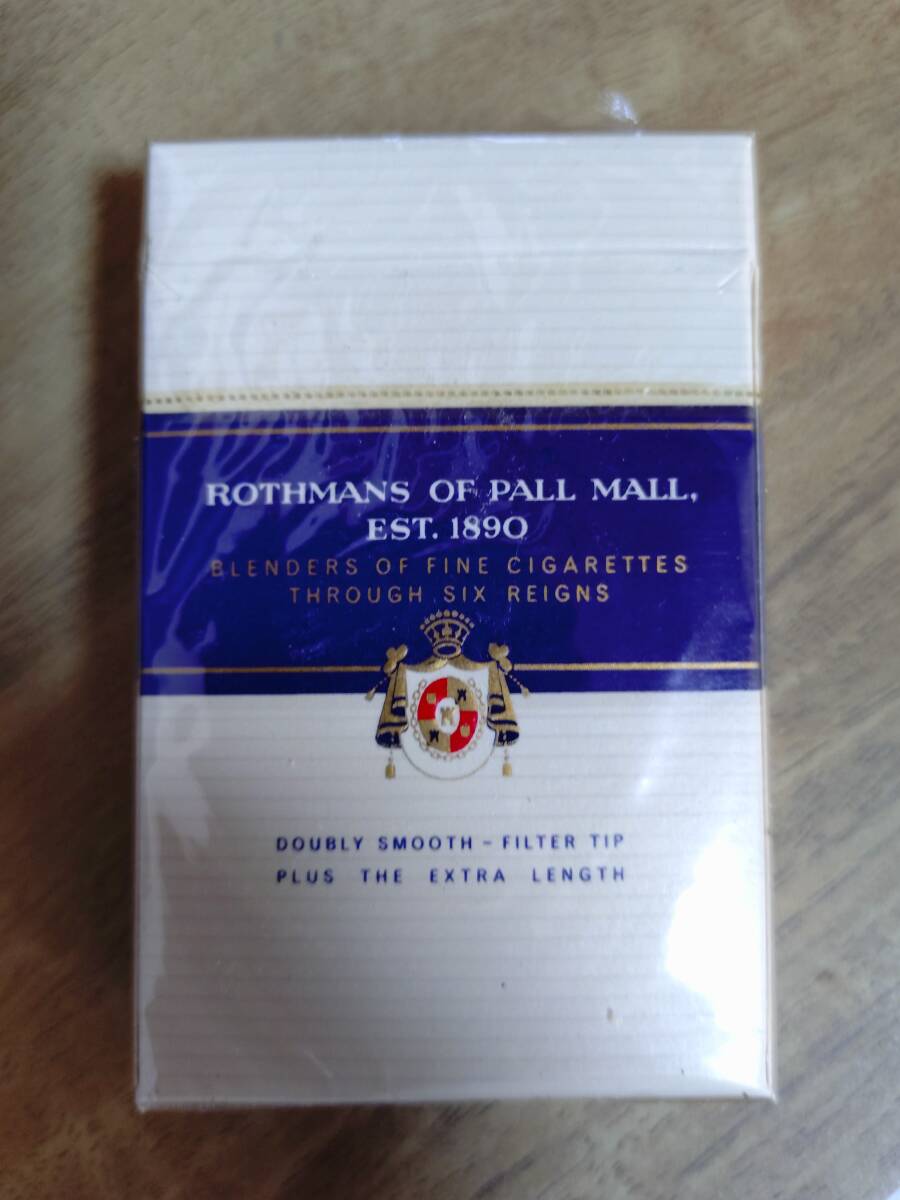 ROTHMANS OF PALL MALL,
EST. 1890
BLENDERS OF FINE CIGARETTES
THROUGH SIX REIGNS
DOUBLY SMOOTH – FILTER TIP
PLUS THE EXTRA LENGTH